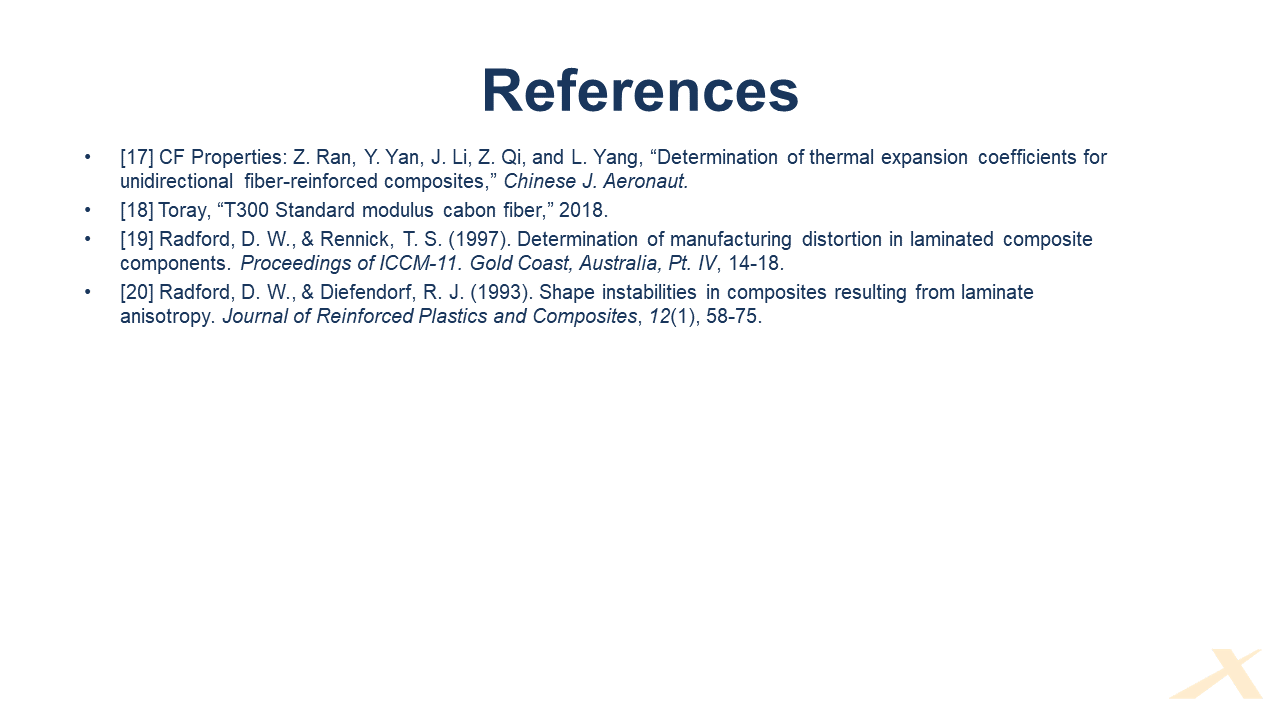 References
• [17] CF Properties: Z. Ran, Y. Yan, J. Li, Z. Qi, and L. Yang, “Determination of thermal expansion coefficients for
unidirectional fiber-reinforced composites,” Chinese J. Aeronaut.
• [18] Toray, “T300 Standard modulus cabon fiber,” 2018.
• [19] Radford, D. W., & Rennick, T. S. (1997). Determination of manufacturing distortion in laminated composite
components. Proceedings of ICCM-11. Gold Coast, Australia, Pt. IV, 14-18.
• [20] Radford, D. W., & Diefendorf, R. J. (1993). Shape instabilities in composites resulting from laminate
anisotropy. Journal of Reinforced Plastics and Composites, 12(1), 58-75.